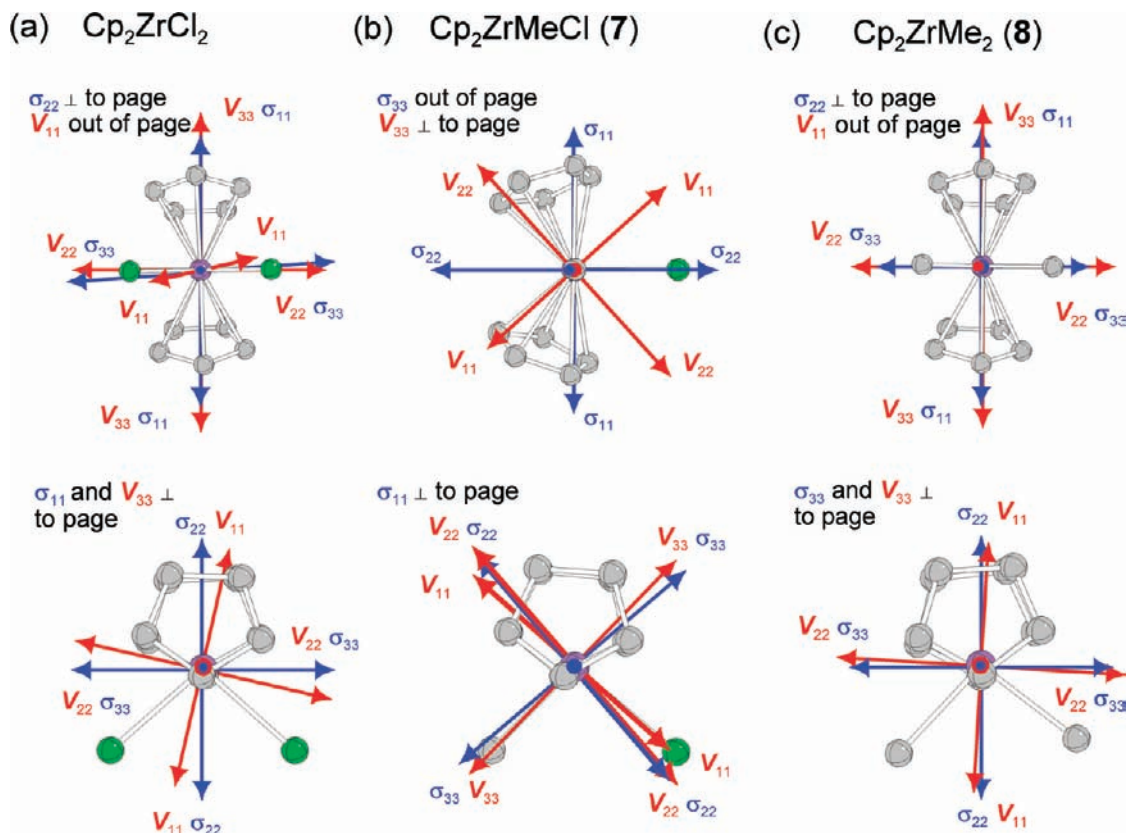 (a) Cp₂ZrCl₂
(b) Cp₂ZrMeCl (7)
(c) Cp₂ZrMe₂ (8)
σ₂₂ ⊥ to page
V₁₁ out of page
V₃₃ σ₁₁
V₁₁
V₂₂ σ₃₃
V₁₁
V₂₂ σ₃₃
V₃₃ σ₁₁
σ₃₃ out of page
V₃₃ ⊥ to page
σ₁₁
V₂₂
V₁₁
σ₂₂
σ₂₂
V₁₁
V₂₂
σ₁₁
σ₂₂ ⊥ to page
V₁₁ out of page
V₃₃ σ₁₁
V₂₂ σ₃₃
V₂₂ σ₃₃
V₃₃ σ₁₁
σ₁₁ and V₃₃ ⊥
to page
σ₂₂ V₁₁
V₂₂ σ₃₃
V₂₂ σ₃₃
V₁₁ σ₂₂
σ₁₁ ⊥ to page
V₂₂ σ₂₂
V₃₃ σ₃₃
V₁₁
V₁₁
σ₃₃ V₃₃
V₂₂ σ₂₂
σ₃₃ and V₃₃ ⊥
to page
σ₂₂ V₁₁
V₂₂ σ₃₃
V₂₂ σ₃₃
σ₂₂ V₁₁